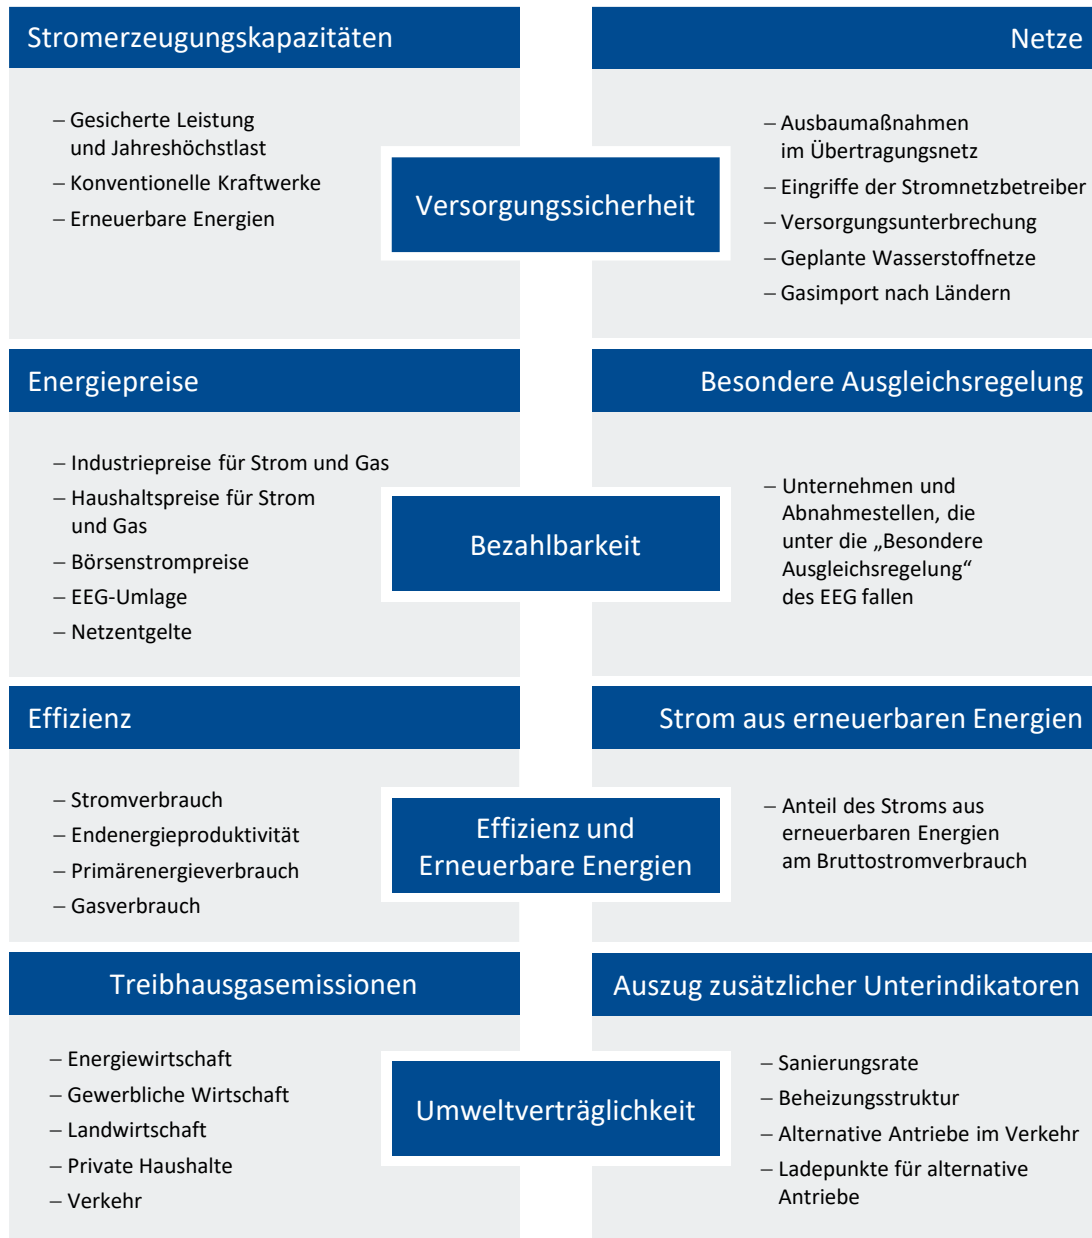 Stromerzeugungskapazitäten
– Gesicherte Leistung
und Jahreshöchstlast
– Konventionelle Kraftwerke
– Erneuerbare Energien
Versorgungssicherheit
Netze
– Ausbaumaßnahmen
im Übertragungsnetz
– Eingriffe der Stromnetzbetreiber
– Versorgungsunterbrechung
– Geplante Wasserstoffnetze
– Gasimport nach Ländern
Energiepreise
– Industriepreise für Strom und Gas
– Haushaltspreise für Strom
und Gas
– Börsenstrompreise
– EEG-Umlage
– Netzentgelte
Bezahlbarkeit
Besondere Ausgleichsregelung
– Unternehmen und
Abnahmestellen, die
unter die „Besondere
Ausgleichsregelung“
des EEG fallen
Effizienz
– Stromverbrauch
– Endenergieproduktivität
– Primärenergieverbrauch
– Gasverbrauch
Effizienz und
Erneuerbare Energien
Strom aus erneuerbaren Energien
– Anteil des Stroms aus
erneuerbaren Energien
am Bruttostromverbrauch
Treibhausgasemissionen
– Energiewirtschaft
– Gewerbliche Wirtschaft
– Landwirtschaft
– Private Haushalte
– Verkehr
Umweltverträglichkeit
Auszug zusätzlicher Unterindikatoren
– Sanierungsrate
– Beheizungsstruktur
– Alternative Antriebe im Verkehr
– Ladepunkte für alternative
Antriebe